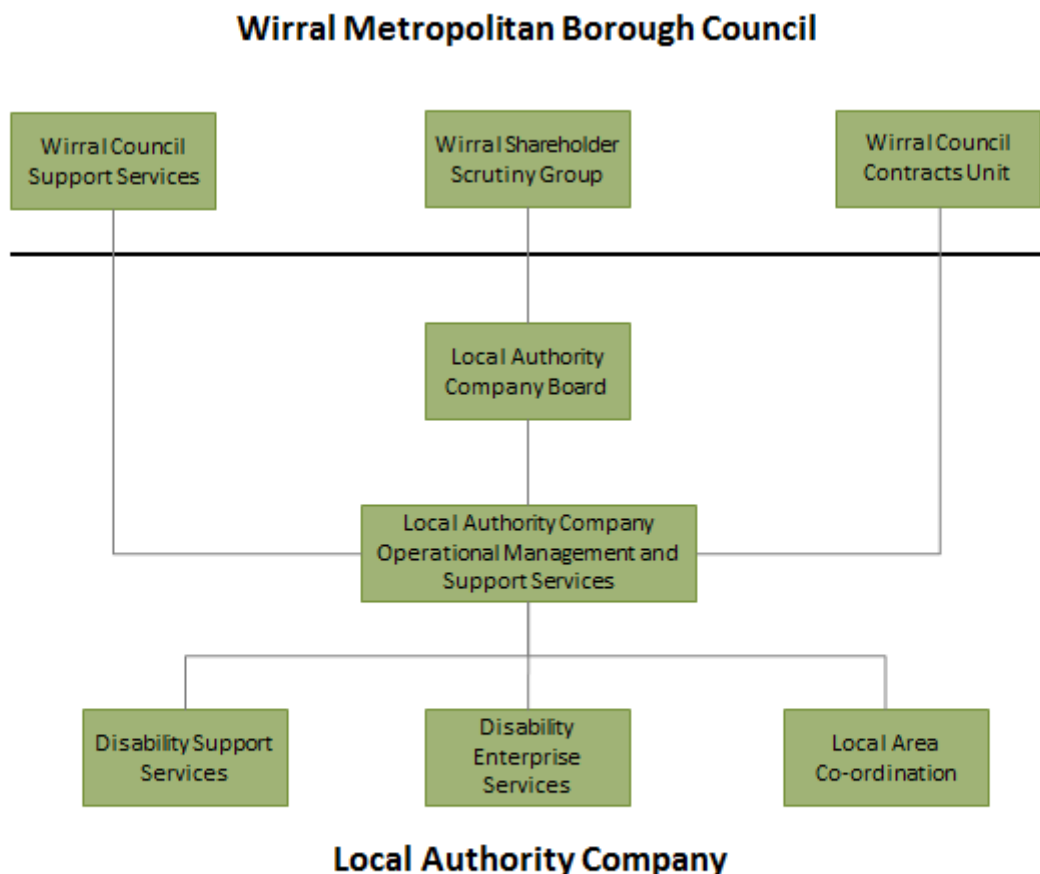 Wirral Metropolitan Borough Council
Wirral Council
Support Services
Wirral Shareholder
Scrutiny Group
Wirral Council
Contracts Unit
Local Authority
Company Board
Local Authority Company
Operational Management and
Support Services
Disability Support
Services
Disability
Enterprise
Services
Local Area
Co-ordination
Local Authority Company